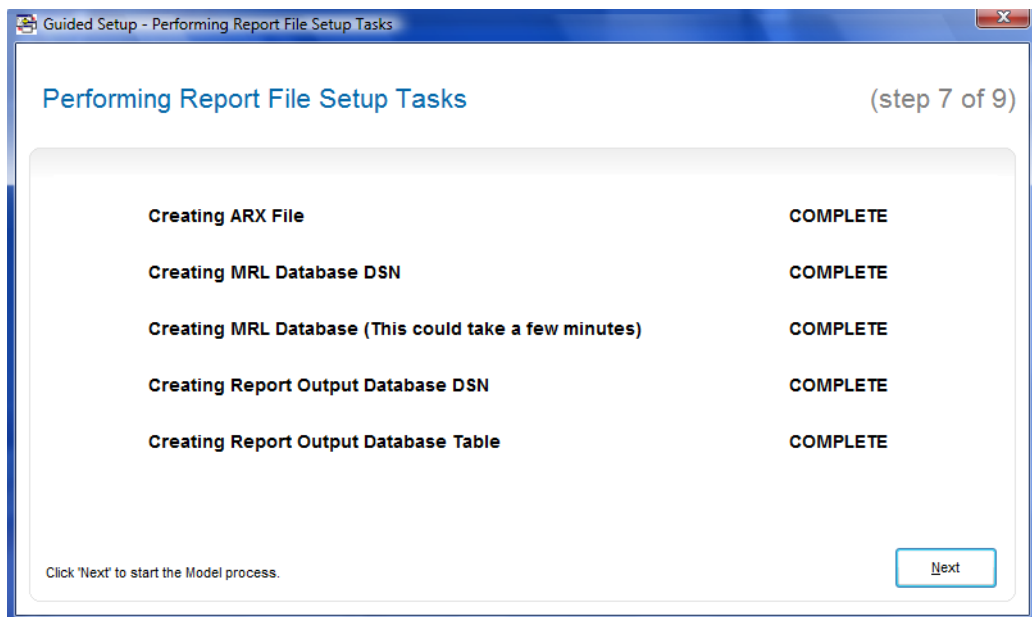 Guided Setup - Performing Report File Setup Tasks
Performing Report File Setup Tasks (step 7 of 9)
Creating ARX File COMPLETE
Creating MRL Database DSN COMPLETE
Creating MRL Database (This could take a few minutes) COMPLETE
Creating Report Output Database DSN COMPLETE
Creating Report Output Database Table COMPLETE
Click 'Next' to start the Model process. Next